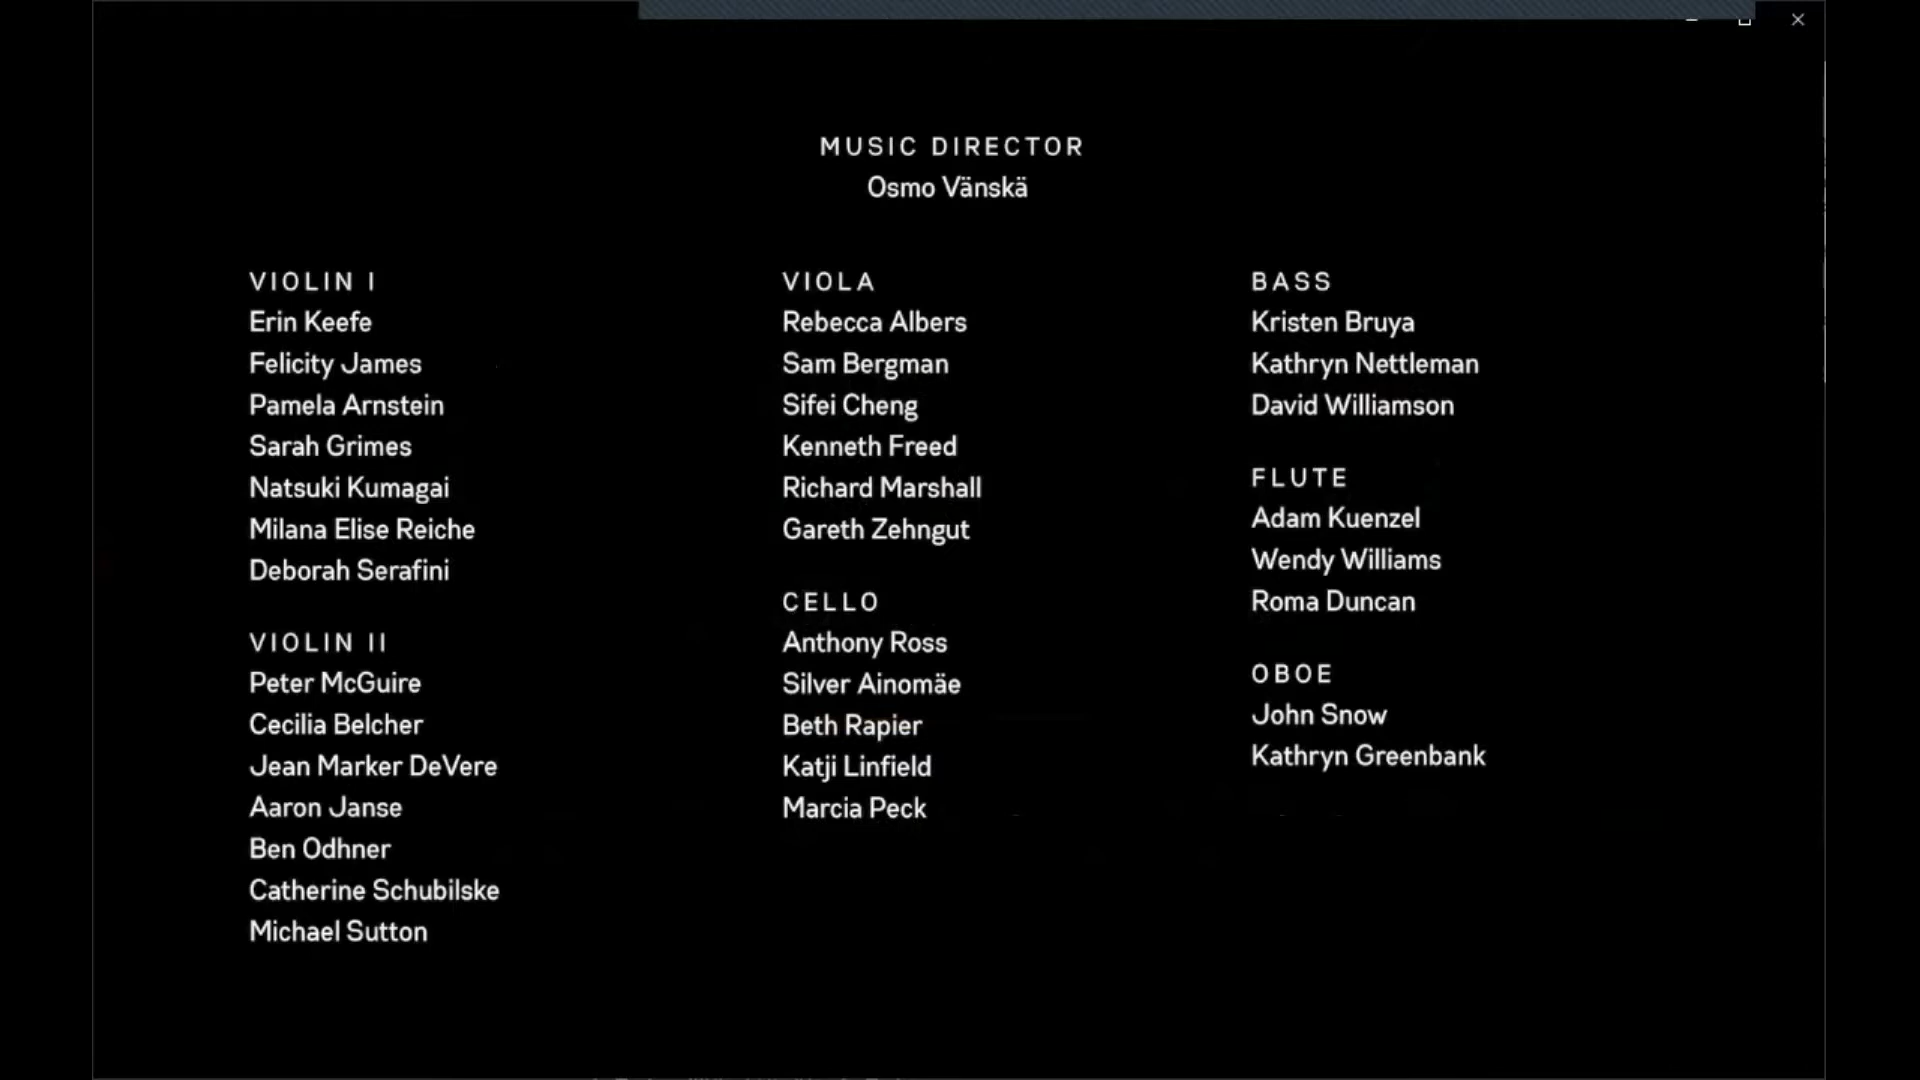 MUSIC DIRECTOR
Osmo Vänskä
VIOLIN I
Erin Keefe
Felicity James
Pamela Arnstein
Sarah Grimes
Natsuki Kumagai
Milana Elise Reiche
Deborah Serafini
VIOLIN II
Peter McGuire
Cecilia Belcher
Jean Marker DeVere
Aaron Janse
Ben Odhner
Catherine Schubilske
Michael Sutton
VIOLA
Rebecca Albers
Sam Bergman
Sifei Cheng
Kenneth Freed
Richard Marshall
Gareth Zehngut
CELLO
Anthony Ross
Silver Ainomäe
Beth Rapier
Katji Linfield
Marcia Peck
BASS
Kristen Bruya
Kathryn Nettleman
David Williamson
FLUTE
Adam Kuenzel
Wendy Williams
Roma Duncan
OBOE
John Snow
Kathryn Greenbank